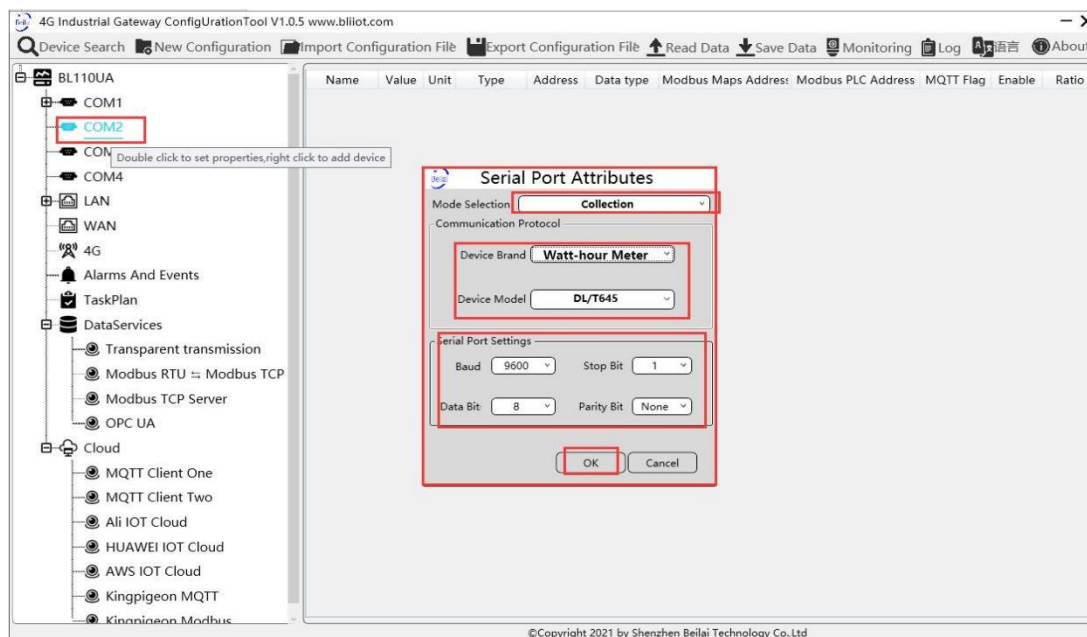 4G Industrial Gateway ConfigUrationTool V1.0.5 www.blliot.com
Device Search New Configuration Import Configuration File Export Configuration File Read Data Save Data Monitoring Log 语言 About
BL110UA
Name Value Unit Type Address Data type Modbus Maps Address Modbus PLC Address MQTT Flag Enable Ratio
COM1
COM2
Double click to set properties,right click to add device
COM4
LAN
WAN
4G
Alarms And Events
TaskPlan
DataServices
Transparent transmission
Modbus RTU ⇆ Modbus TCP
Modbus TCP Server
OPC UA
Cloud
MQTT Client One
MQTT Client Two
Ali IOT Cloud
HUAWEI IOT Cloud
AWS IOT Cloud
Kingpigeon MQTT
Kingpigeon Modbus
Serial Port Attributes
Mode Selection Collection
Communication Protocol
Device Brand Watt-hour Meter
Device Model DL/T645
Serial Port Settings
Baud 9600 Stop Bit 1
Data Bit 8 Parity Bit None
OK Cancel
©Copyright 2021 by Shenzhen Beilai Technology Co.,Ltd